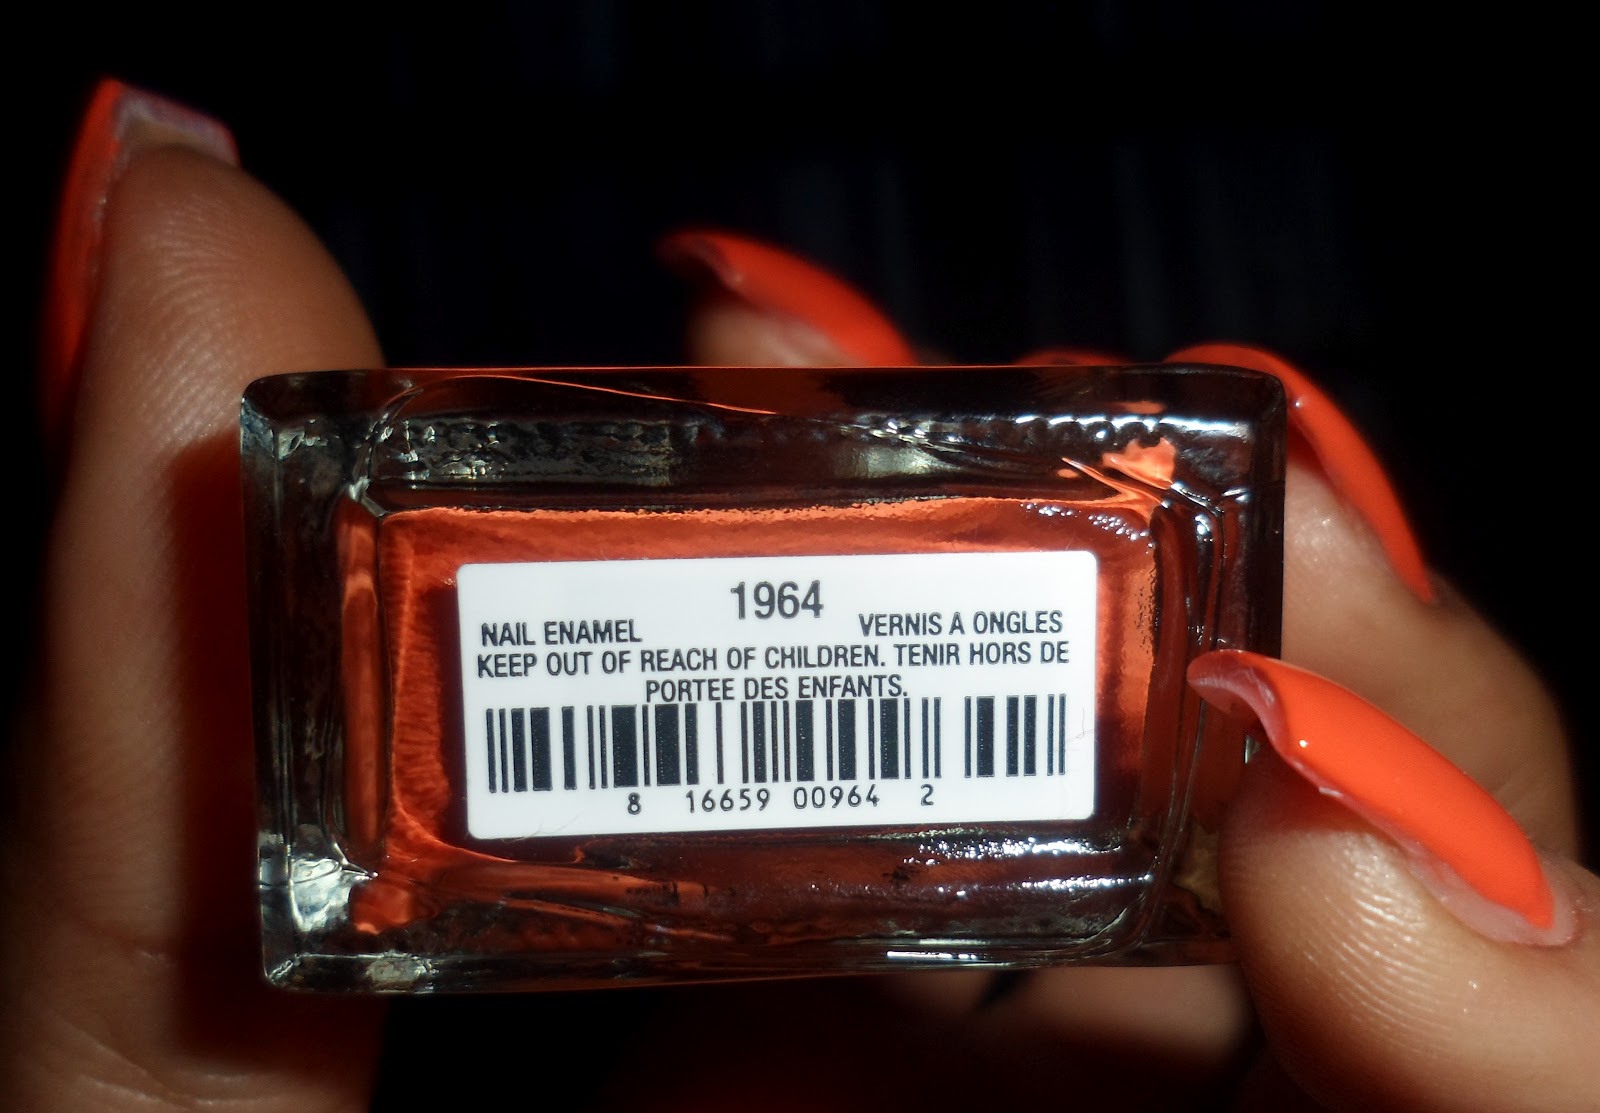 1964
NAIL ENAMEL VERNIS A ONGLES
KEEP OUT OF REACH OF CHILDREN. TENIR HORS DE
PORTEE DES ENFANTS.
8 16659 00964 2